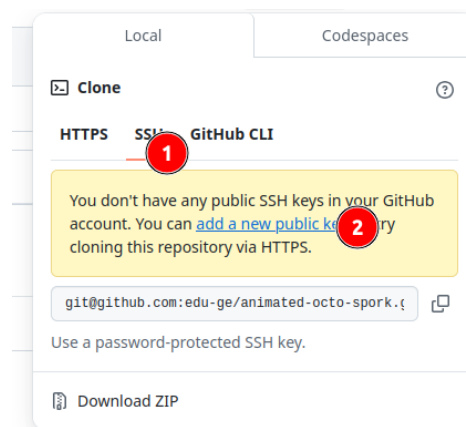 Local Codespaces
Clone
HTTPS SSH GitHub CLI
1
You don't have any public SSH keys in your GitHub
account. You can add a new public 2
cloning this repository via HTTPS.
git@github.com:edu-ge/animated-octo-spork.g
Use a password-protected SSH key.
Download ZIP